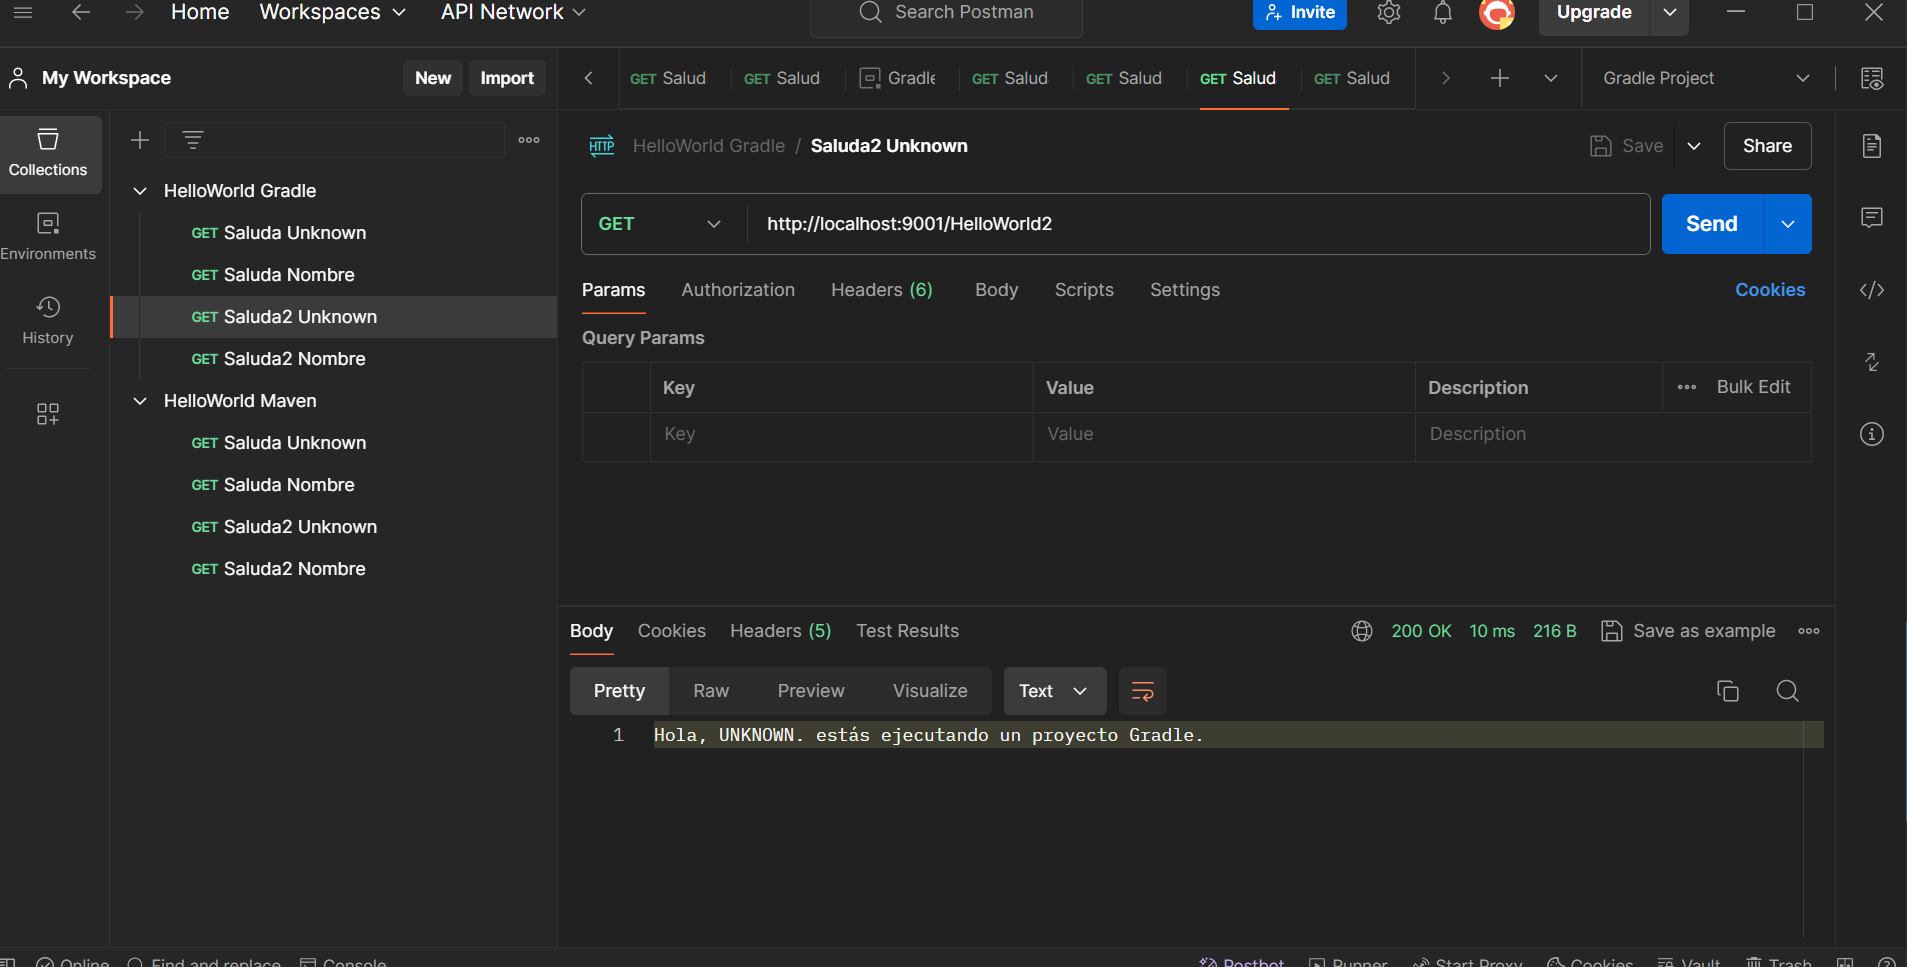 Home Workspaces API Network Search Postman Invite Upgrade
My Workspace New Import
GET Salud GET Salud Gradle GET Salud GET Salud GET Salud GET Salud Gradle Project
Collections
Environments
History
HelloWorld Gradle
GET Saluda Unknown
GET Saluda Nombre
GET Saluda2 Unknown
GET Saluda2 Nombre
HelloWorld Maven
GET Saluda Unknown
GET Saluda Nombre
GET Saluda2 Unknown
GET Saluda2 Nombre
HTTP HelloWorld Gradle / Saluda2 Unknown Save Share
GET http://localhost:9001/HelloWorld2 Send
Params Authorization Headers (6) Body Scripts Settings Cookies
Query Params
Key Value Description Bulk Edit
Key Value Description
Body Cookies Headers (5) Test Results 200 OK 10 ms 216 B Save as example
Pretty Raw Preview Visualize Text
1 Hola, UNKNOWN. estás ejecutando un proyecto Gradle.
Online Find and replace Console Postbot Runner Start Proxy Cookies Vault Trash